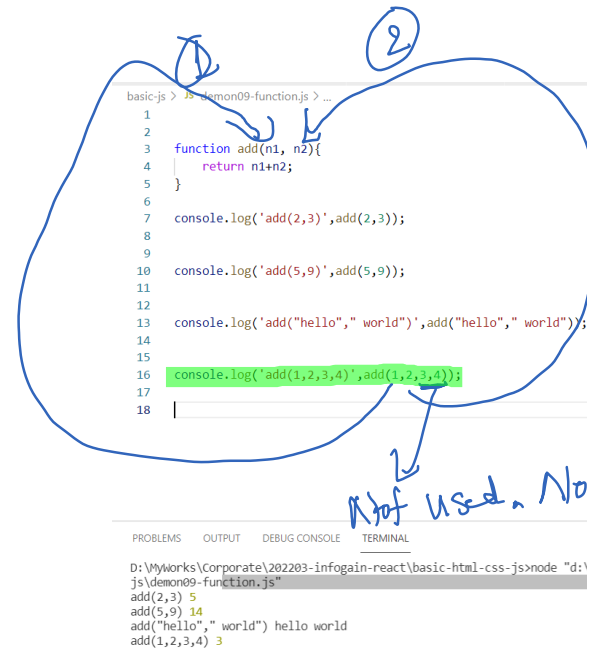 1
2
basic-js > JS demon09-function.js > ...
1
2
3 function add(n1, n2){
4 return n1+n2;
5 }
6
7 console.log('add(2,3)',add(2,3));
8
9
10 console.log('add(5,9)',add(5,9));
11
12
13 console.log('add("hello"," world")',add("hello"," world"));
14
15
16 console.log('add(1,2,3,4)',add(1,2,3,4));
17
18
Not used. No
PROBLEMS OUTPUT DEBUG CONSOLE TERMINAL
D:\MyWorks\Corporate\202203-infogain-react\basic-html-css-js>node "d:\
js\demon09-function.js"
add(2,3) 5
add(5,9) 14
add("hello"," world") hello world
add(1,2,3,4) 3